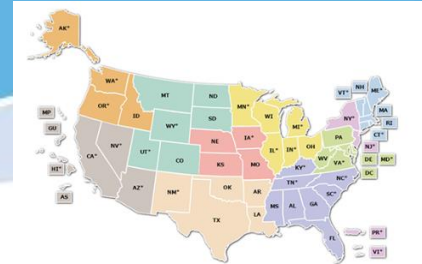 AK*
WA*
MT
ND
MN*
VT*
NH
ME*
OR*
ID
WY*
SD
WI
MI*
NY*
MA
RI
CT*
MP
GU
NV*
UT*
CO
NE
IA*
IL*
IN*
OH
PA
NJ*
CA*
KS
MO
KY*
WV
VA*
DE
MD*
DC
HI*
AS
AZ*
NM*
OK
AR
TN*
NC*
SC*
TX
LA
MS
AL
GA
FL
PR*
VI*